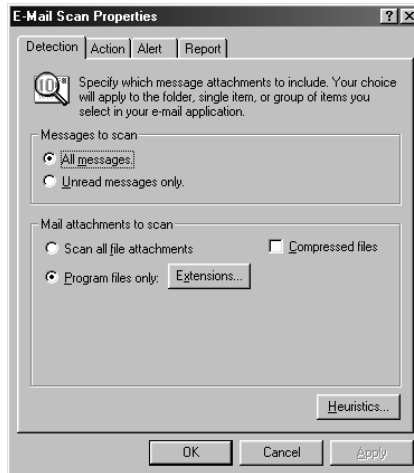 E-Mail Scan Properties
Detection Action Alert Report
Specify which message attachments to include. Your choice
will apply to the folder, single item, or group of items you
select in your e-mail application.
Messages to scan
All messages.
Unread messages only.
Mail attachments to scan
Scan all file attachments
Compressed files
Program files only:
Extensions...
Heuristics...
OK Cancel Apply